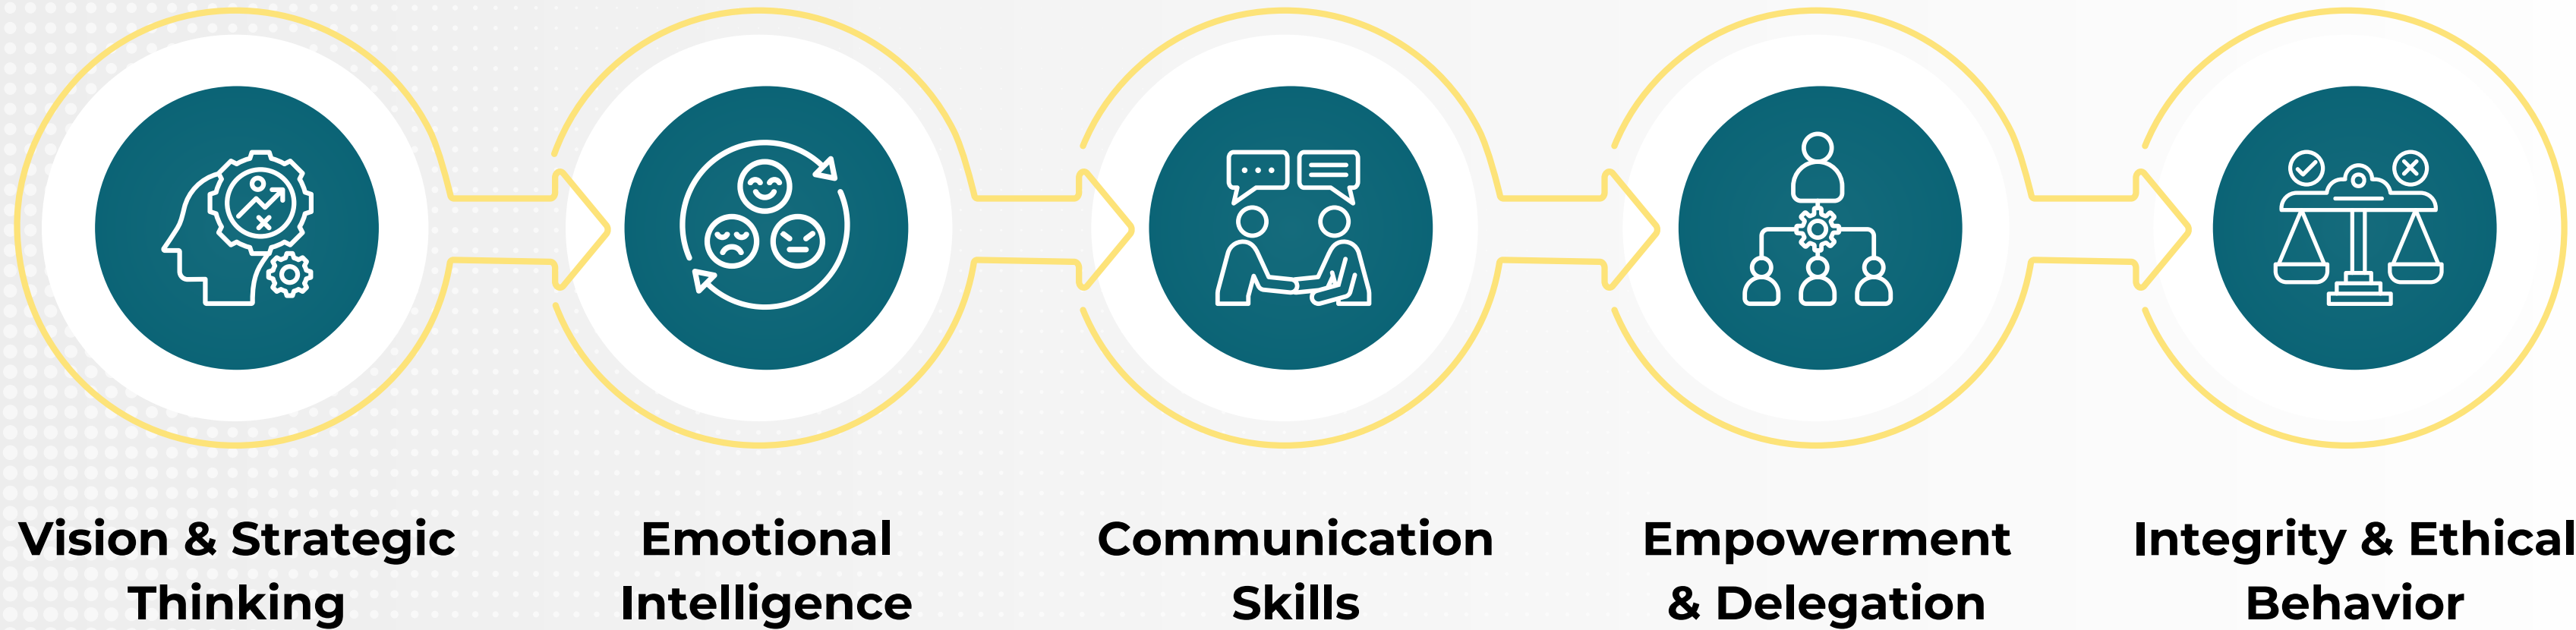 Vision & Strategic
Thinking
Emotional
Intelligence
Communication
Skills
Empowerment
& Delegation
Integrity & Ethical
Behavior